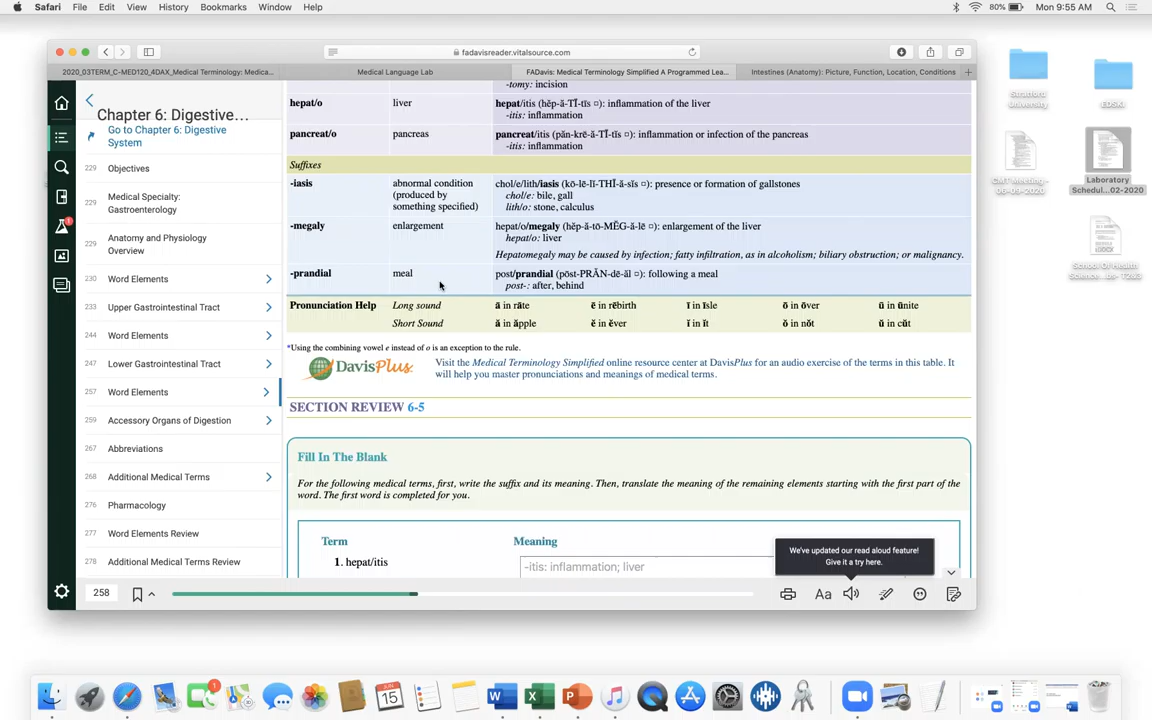 Safari File Edit View History Bookmarks Window Help 80% Mon 9:55 AM
fadavisreader.vitalsource.com
2020_03TERM_C-MED120_4DAX_Medical Terminology: Medica... Medical Language Lab FADavis: Medical Terminology Simplified A Programmed Lea... Intestines (Anatomy): Picture, Function, Location, Conditions
Chapter 6: Digestive...
Go to Chapter 6: Digestive
System
229 Objectives
229 Medical Specialty:
Gastroenterology
229 Anatomy and Physiology
Overview
230 Word Elements
233 Upper Gastrointestinal Tract
244 Word Elements
247 Lower Gastrointestinal Tract
257 Word Elements
259 Accessory Organs of Digestion
267 Abbreviations
268 Additional Medical Terms
276 Pharmacology
277 Word Elements Review
278 Additional Medical Terms Review
-tomy: incision
hepat/o liver hepat/itis (hĕp-ă-TĪ-tĭs ¤): inflammation of the liver
-itis: inflammation
pancreat/o pancreas pancreat/itis (păn-krē-ă-TĪ-tĭs ¤): inflammation or infection of the pancreas
-itis: inflammation
Suffixes
-iasis abnormal condition chol/e/lith/iasis (kō-lē-lĭ-THĪ-ă-sĭs ¤): presence or formation of gallstones
(produced by chol/e: bile, gall
something specified) lith/o: stone, calculus
-megaly enlargement hepat/o/megaly (hĕp-ă-tō-MĔG-ă-lē ¤): enlargement of the liver
hepat/o: liver
Hepatomegaly may be caused by infection; fatty infiltration, as in alcoholism; biliary obstruction; or malignancy.
-prandial meal post/prandial (pōst-PRĂN-dē-ăl ¤): following a meal
post-: after, behind
Pronunciation Help Long sound ā in rāte ē in rēbirth ī in īsle ō in ōver ū in ūnite
Short Sound ă in ăpple ĕ in ĕver ĭ in ĭt ŏ in nŏt ŭ in cŭt
*Using the combining vowel e instead of o is an exception to the rule.
DavisPlus. Visit the Medical Terminology Simplified online resource center at DavisPlus for an audio exercise of the terms in this table. It
will help you master pronunciations and meanings of medical terms.
SECTION REVIEW 6-5
Fill In The Blank
For the following medical terms, first, write the suffix and its meaning. Then, translate the meaning of the remaining elements starting with the first part of the
word. The first word is completed for you.
Term Meaning
1. hepat/itis -itis: inflammation; liver
We've updated our read aloud feature!
Give it a try here.
258
Aa
Stratford
University
EDSKI
CMT Meeting -
06-09-2020
Laboratory
Schedul...02-2020
School Of Health
JUN
15
1